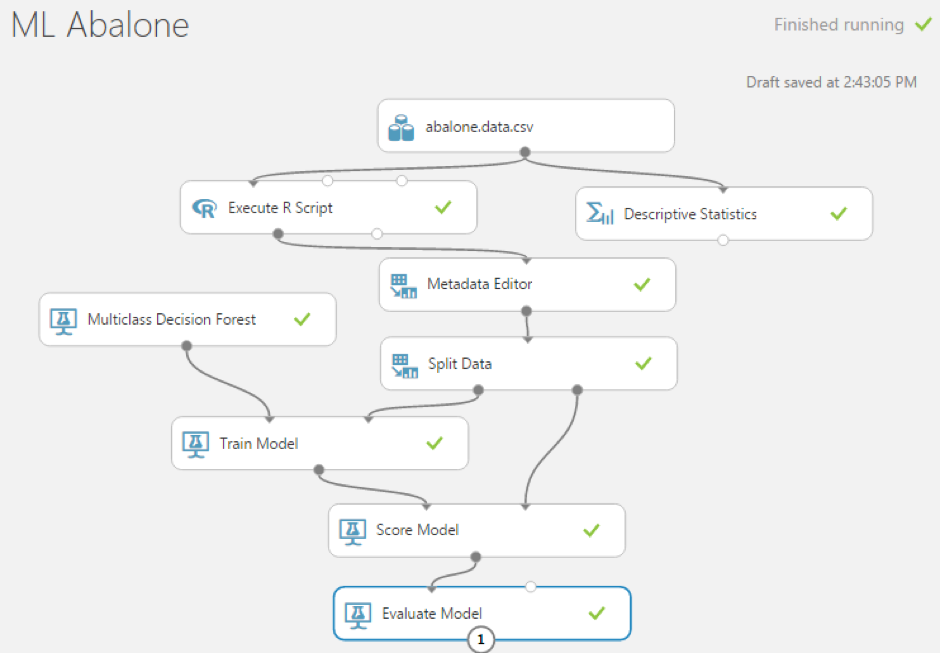 ML Abalone
Finished running
Draft saved at 2:43:05 PM
abalone.data.csv
Execute R Script
Descriptive Statistics
Metadata Editor
Multiclass Decision Forest
Split Data
Train Model
Score Model
Evaluate Model
1